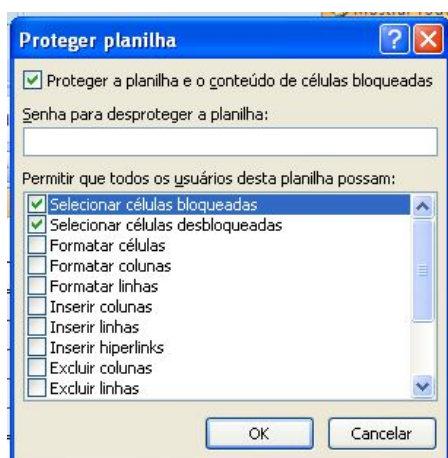 Mostrar
Proteger planilha
Proteger a planilha e o conteúdo de células bloqueadas
Senha para desproteger a planilha:
Permitir que todos os usuários desta planilha possam:
Selecionar células bloqueadas
Selecionar células desbloqueadas
Formatar células
Formatar colunas
Formatar linhas
Inserir colunas
Inserir linhas
Inserir hiperlinks
Excluir colunas
Excluir linhas
OK
Cancelar